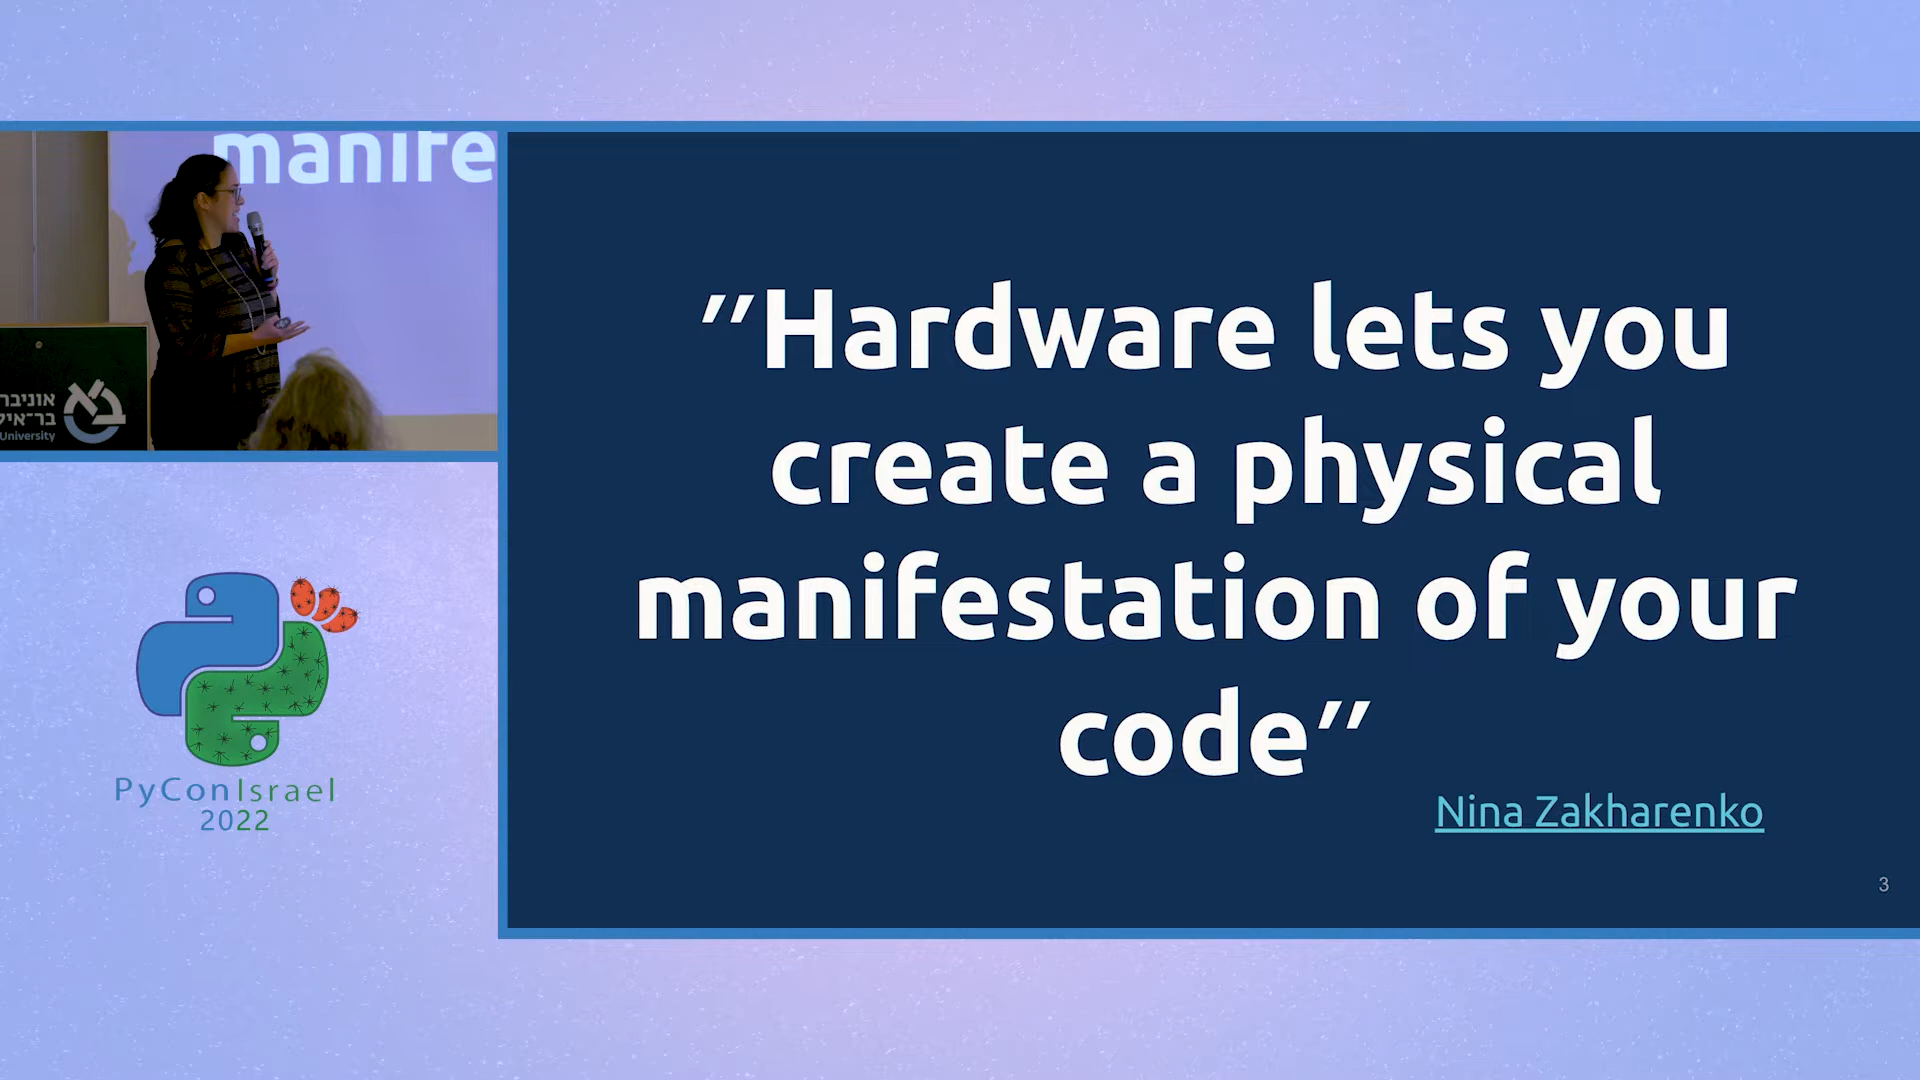 manife
אוניבר
בר-איל
University
"Hardware lets you
create a physical
manifestation of your
code"
Nina Zakharenko
3
PyConIsrael
2022